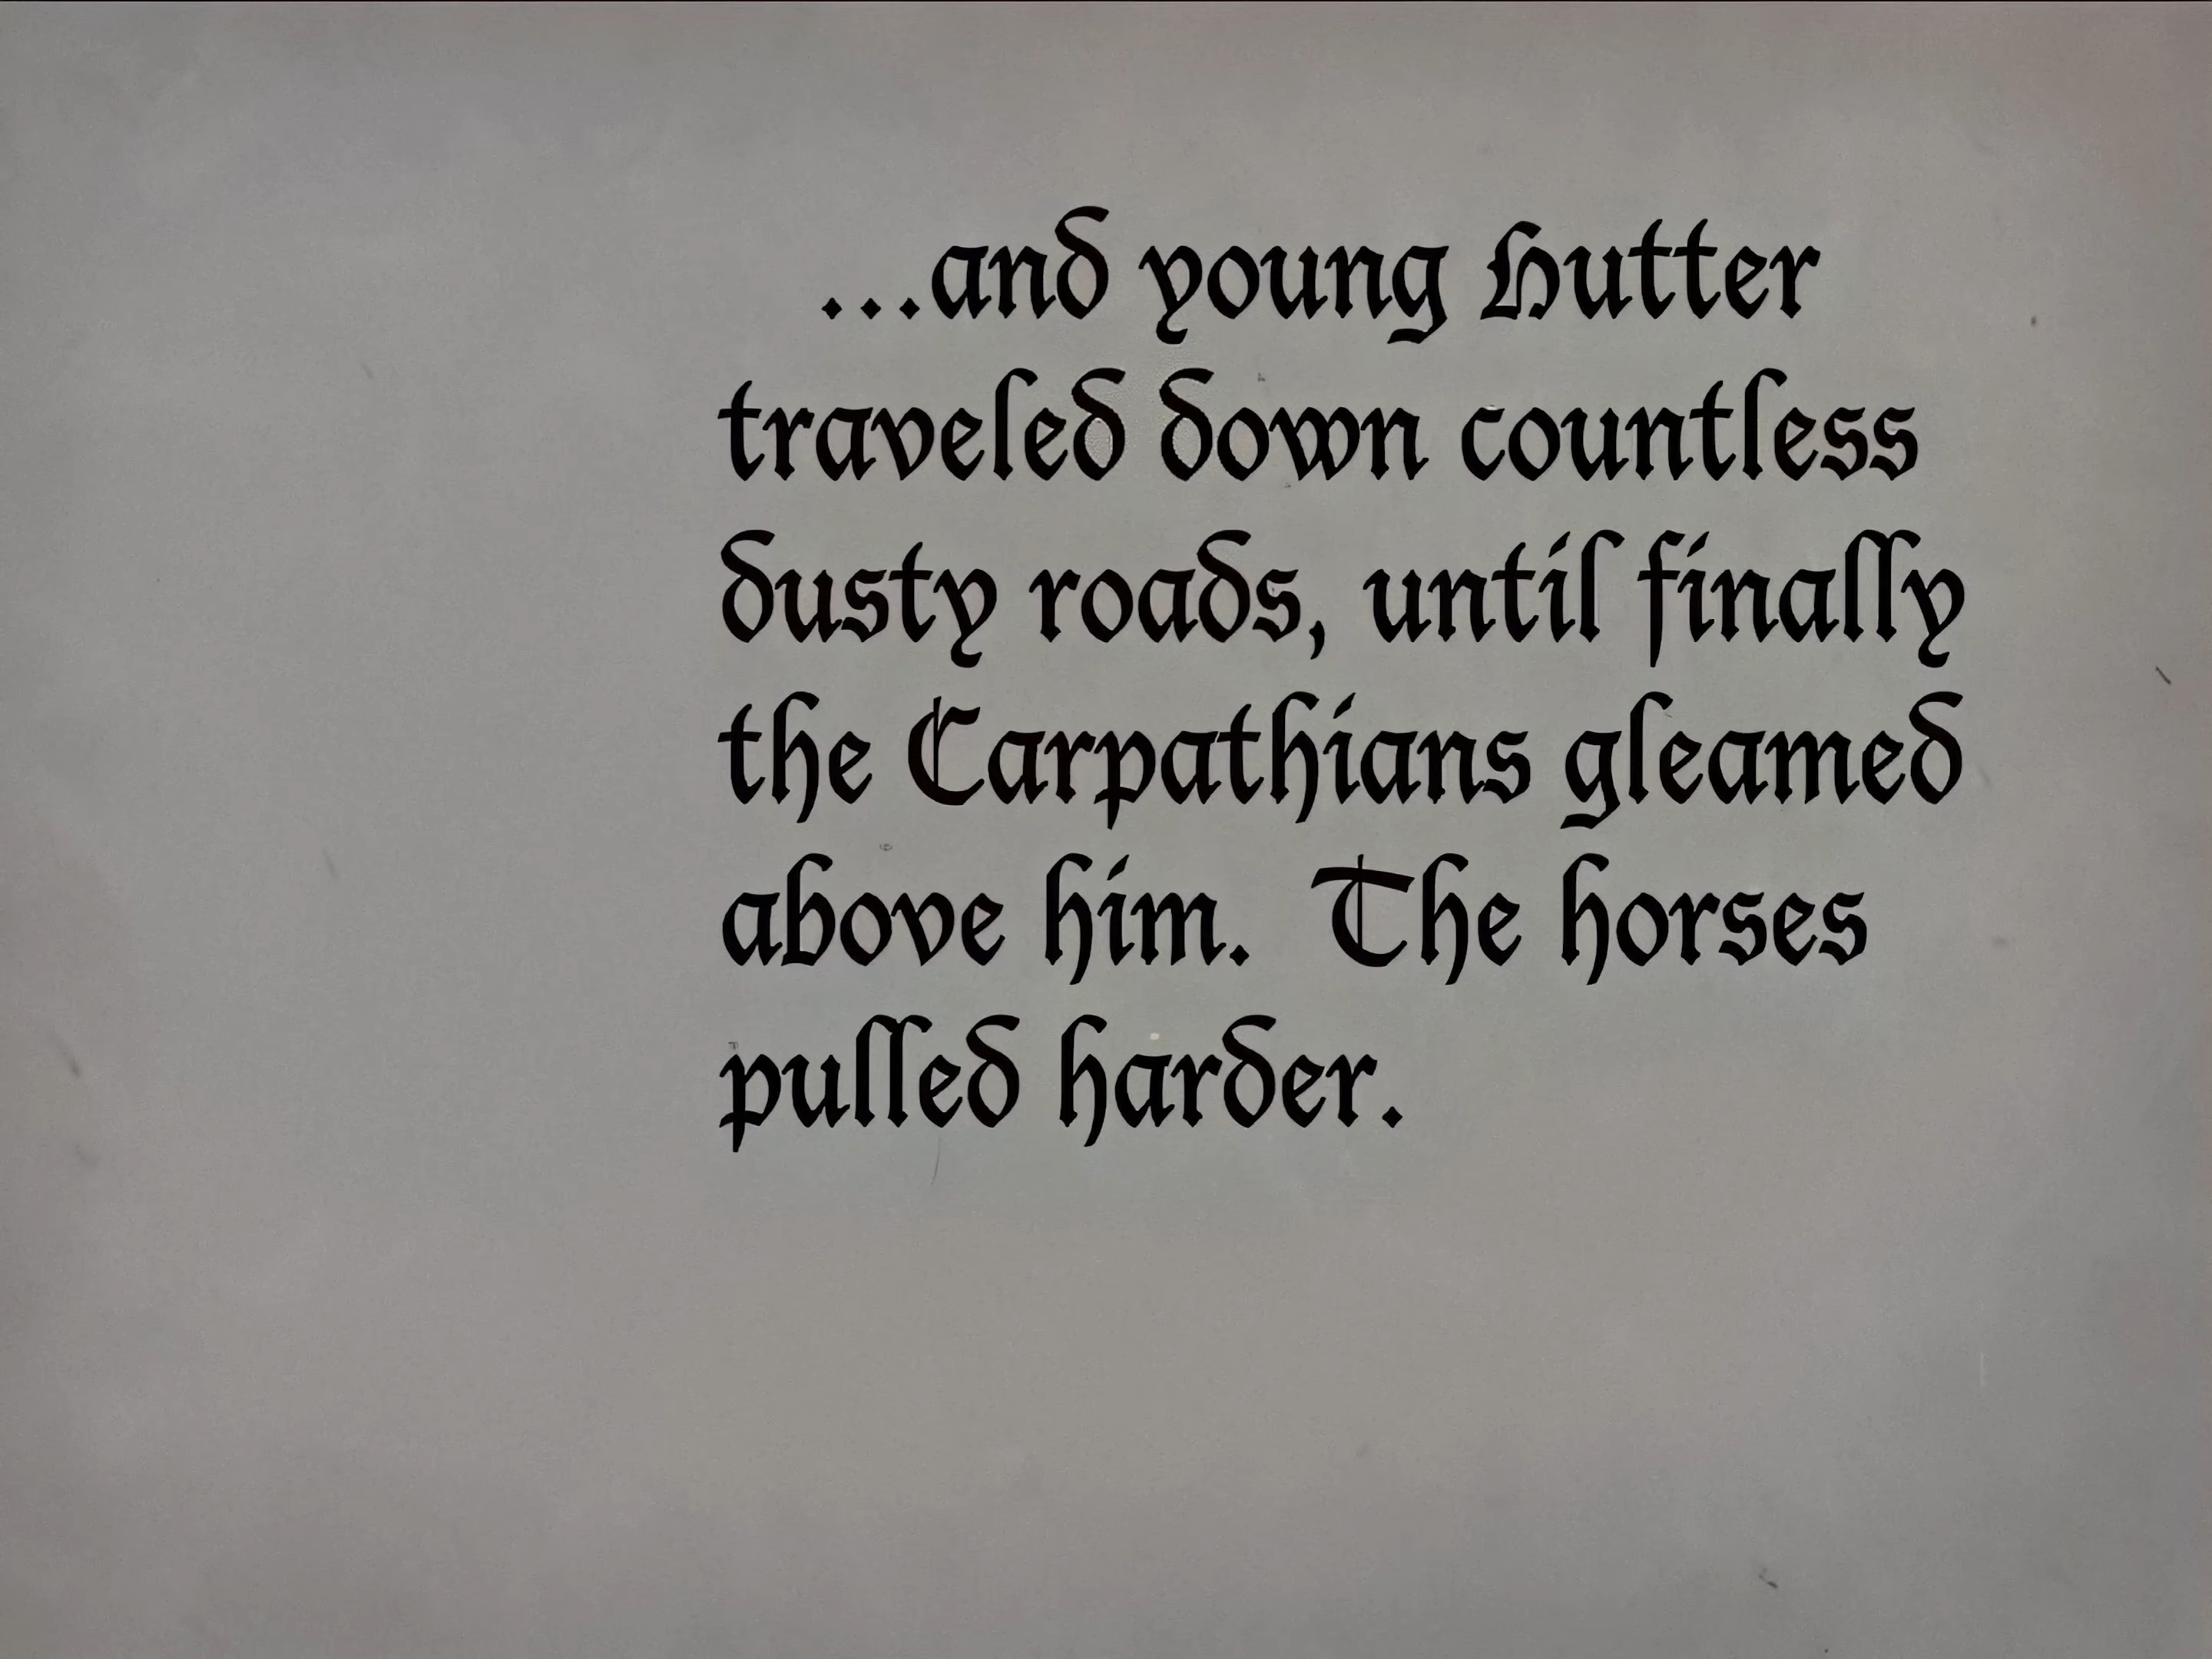 ...and young Hutter
traveled down countless
dusty roads, until finally
the Carpathians gleamed
above him. The horses
pulled harder.